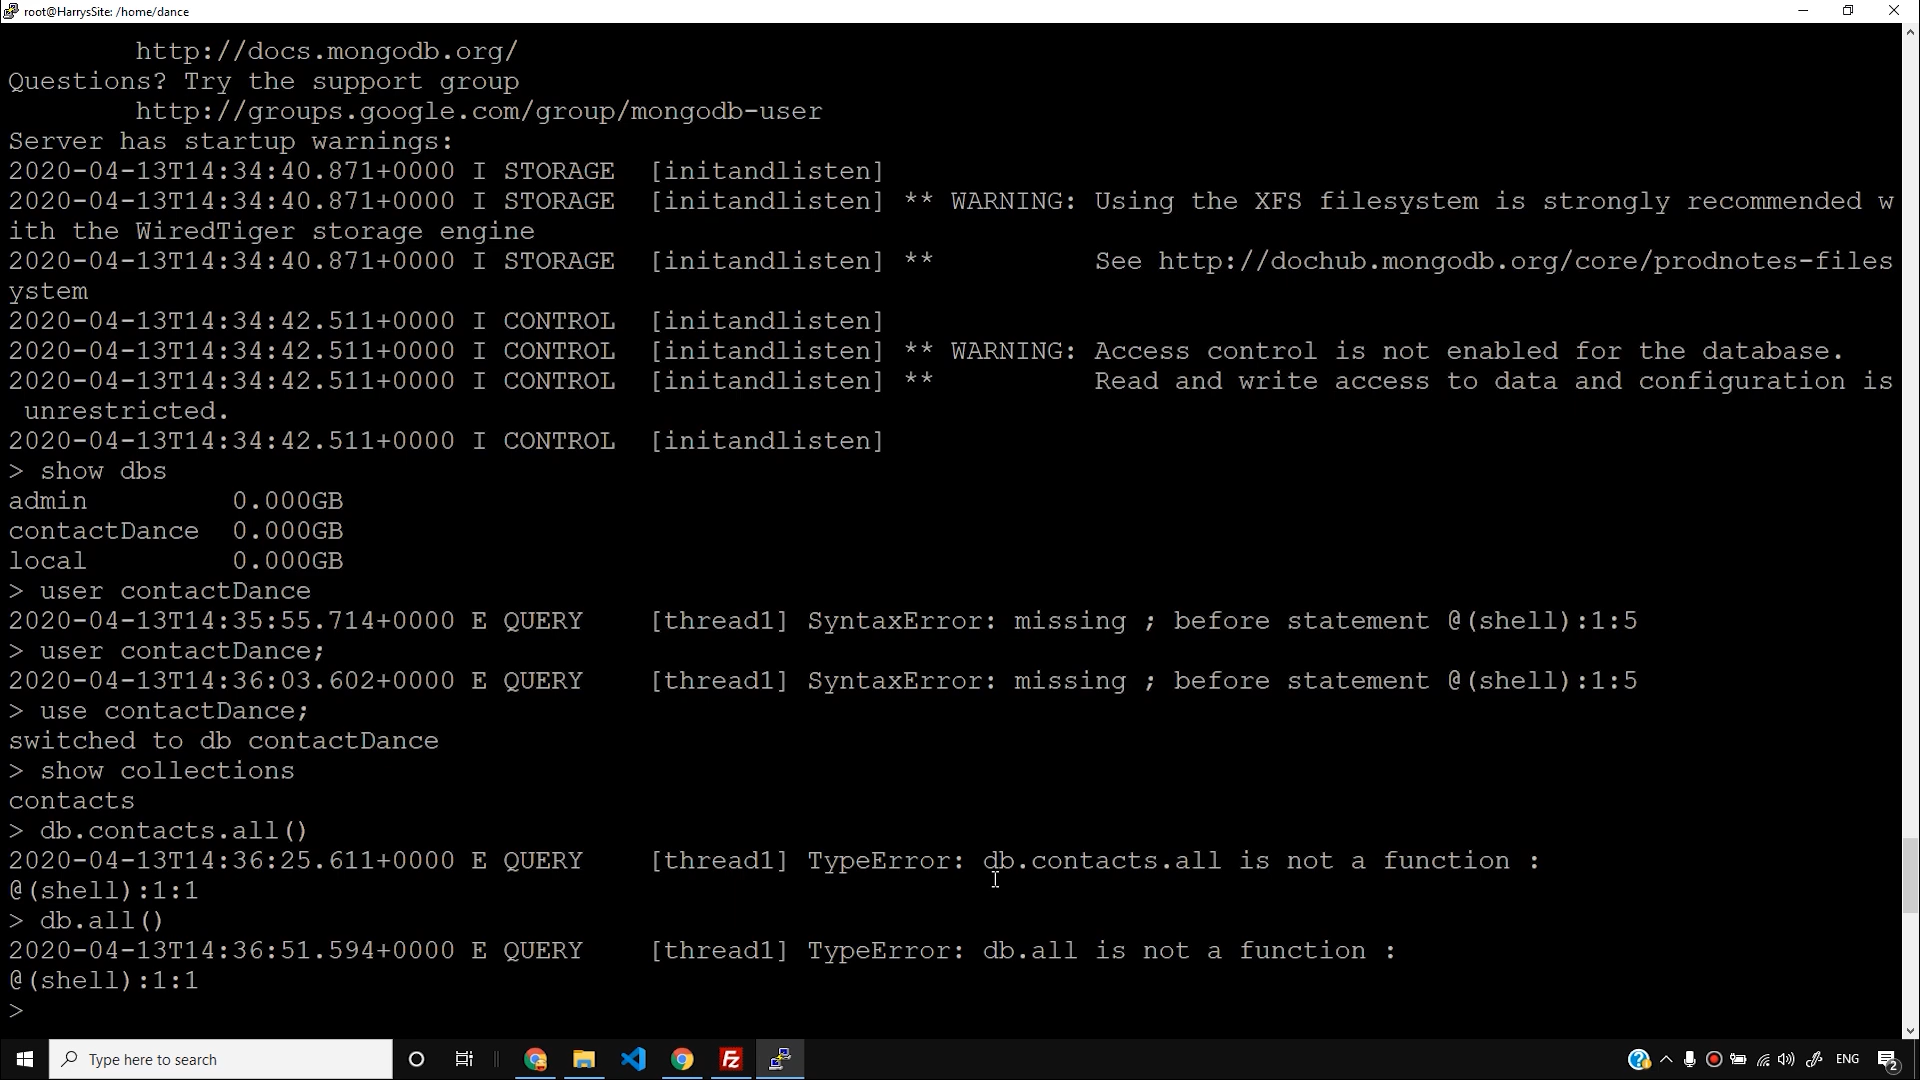 root@HarrysSite: /home/dance
http://docs.mongodb.org/
Questions? Try the support group
http://groups.google.com/group/mongodb-user
Server has startup warnings:
2020-04-13T14:34:40.871+0000 I STORAGE  [initandlisten]
2020-04-13T14:34:40.871+0000 I STORAGE  [initandlisten] ** WARNING: Using the XFS filesystem is strongly recommended w
ith the WiredTiger storage engine
2020-04-13T14:34:40.871+0000 I STORAGE  [initandlisten] **          See http://dochub.mongodb.org/core/prodnotes-files
ystem
2020-04-13T14:34:42.511+0000 I CONTROL  [initandlisten]
2020-04-13T14:34:42.511+0000 I CONTROL  [initandlisten] ** WARNING: Access control is not enabled for the database.
2020-04-13T14:34:42.511+0000 I CONTROL  [initandlisten] **          Read and write access to data and configuration is
unrestricted.
2020-04-13T14:34:42.511+0000 I CONTROL  [initandlisten]
> show dbs
admin         0.000GB
contactDance  0.000GB
local         0.000GB
> user contactDance
2020-04-13T14:35:55.714+0000 E QUERY    [thread1] SyntaxError: missing ; before statement @(shell):1:5
> user contactDance;
2020-04-13T14:36:03.602+0000 E QUERY    [thread1] SyntaxError: missing ; before statement @(shell):1:5
> use contactDance;
switched to db contactDance
> show collections
contacts
> db.contacts.all()
2020-04-13T14:36:25.611+0000 E QUERY    [thread1] TypeError: db.contacts.all is not a function :
@(shell):1:1
> db.all()
2020-04-13T14:36:51.594+0000 E QUERY    [thread1] TypeError: db.all is not a function :
@(shell):1:1
>
Type here to search
ENG
2